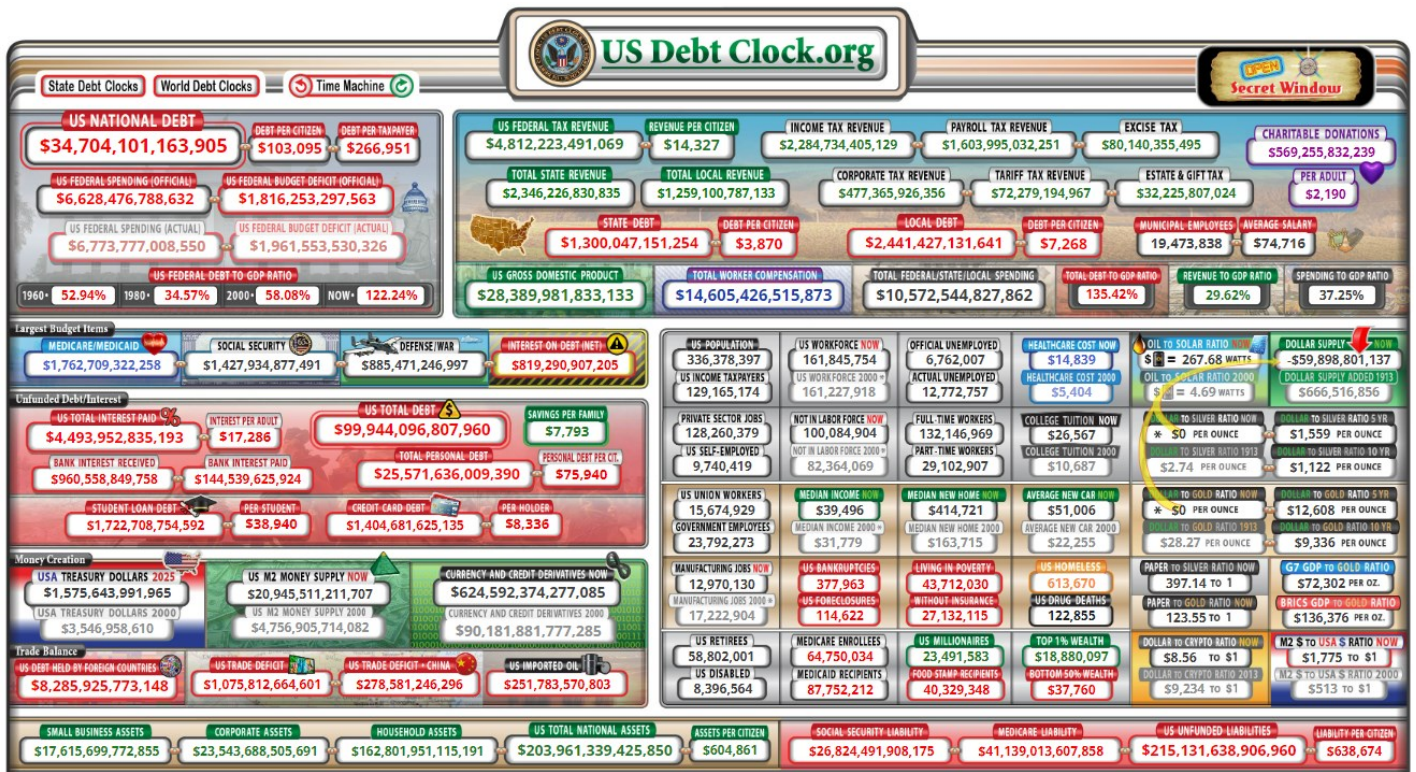 US Debt Clock.org
State Debt Clocks World Debt Clocks Time Machine
OPEN
Secret Window
US NATIONAL DEBT
$34,704,101,163,905
DEBT PER CITIZEN
$103,095
DEBT PER TAXPAYER
$266,951
US FEDERAL SPENDING (OFFICIAL)
$6,628,476,788,632
US FEDERAL BUDGET DEFICIT (OFFICIAL)
$1,816,253,297,563
US FEDERAL SPENDING (ACTUAL)
$6,773,777,008,550
US FEDERAL BUDGET DEFICIT (ACTUAL)
$1,961,553,530,326
US FEDERAL DEBT TO GDP RATIO
1960• 52.94% 1980• 34.57% 2000• 58.08% NOW• 122.24%
US FEDERAL TAX REVENUE
$4,812,223,491,069
REVENUE PER CITIZEN
$14,327
INCOME TAX REVENUE
$2,284,734,405,129
PAYROLL TAX REVENUE
$1,603,995,032,251
EXCISE TAX
$80,140,355,495
CHARITABLE DONATIONS
$569,255,832,239
TOTAL STATE REVENUE
$2,346,226,830,835
TOTAL LOCAL REVENUE
$1,259,100,787,133
CORPORATE TAX REVENUE
$477,365,926,356
TARIFF TAX REVENUE
$72,279,194,967
ESTATE & GIFT TAX
$32,225,807,024
PER ADULT
$2,190
STATE DEBT
$1,300,047,151,254
DEBT PER CITIZEN
$3,870
LOCAL DEBT
$2,441,427,131,641
DEBT PER CITIZEN
$7,268
MUNICIPAL EMPLOYEES
19,473,838
AVERAGE SALARY
$74,716
US GROSS DOMESTIC PRODUCT
$28,389,981,833,133
TOTAL WORKER COMPENSATION
$14,605,426,515,873
TOTAL FEDERAL/STATE/LOCAL SPENDING
$10,572,544,827,862
TOTAL DEBT TO GDP RATIO
135.42%
REVENUE TO GDP RATIO
29.62%
SPENDING TO GDP RATIO
37.25%
Largest Budget Items
MEDICARE/MEDICAID
$1,762,709,322,258
SOCIAL SECURITY
$1,427,934,877,491
DEFENSE/WAR
$885,471,246,997
INTEREST ON DEBT (NET)
$819,290,907,205
Unfunded Debt/Interest
US TOTAL INTEREST PAID
$4,493,952,835,193
INTEREST PER ADULT
$17,286
US TOTAL DEBT
$99,944,096,807,960
SAVINGS PER FAMILY
$7,793
BANK INTEREST RECEIVED
$960,558,849,758
BANK INTEREST PAID
$144,539,625,924
TOTAL PERSONAL DEBT
$25,571,636,009,390
PERSONAL DEBT PER CIT.
$75,940
STUDENT LOAN DEBT
$1,722,708,754,592
PER STUDENT
$38,940
CREDIT CARD DEBT
$1,404,681,625,135
PER HOLDER
$8,336
Money Creation
USA TREASURY DOLLARS 2025
$1,575,643,991,965
USA TREASURY DOLLARS 2000
$3,546,958,610
US M2 MONEY SUPPLY NOW
$20,945,511,211,707
US M2 MONEY SUPPLY 2000
$4,756,905,714,082
CURRENCY AND CREDIT DERIVATIVES NOW
$624,592,374,277,085
CURRENCY AND CREDIT DERIVATIVES 2000
$90,181,881,777,285
Trade Balance
US DEBT HELD BY FOREIGN COUNTRIES
$8,285,925,773,148
US TRADE DEFICIT
$1,075,812,664,601
US TRADE DEFICIT • CHINA
$278,581,246,296
US IMPORTED OIL
$251,783,570,803
US POPULATION
336,378,397
US WORKFORCE NOW
161,845,754
OFFICIAL UNEMPLOYED
6,762,007
HEALTHCARE COST NOW
$14,839
OIL TO SOLAR RATIO NOW
$ = 267.68 WATTS
DOLLAR SUPPLY NOW
-$59,898,801,137
US INCOME TAXPAYERS
129,165,174
US WORKFORCE 2000
161,227,918
ACTUAL UNEMPLOYED
12,772,757
HEALTHCARE COST 2000
$5,404
OIL TO SOLAR RATIO 2000
$ = 4.69 WATTS
DOLLAR SUPPLY ADDED 1913
$666,516,856
PRIVATE SECTOR JOBS
128,260,379
NOT IN LABOR FORCE NOW
100,084,904
FULL-TIME WORKERS
132,146,969
COLLEGE TUITION NOW
$26,567
DOLLAR TO SILVER RATIO NOW
* $0 PER OUNCE
DOLLAR TO SILVER RATIO 5 YR
$1,559 PER OUNCE
US SELF-EMPLOYED
9,740,419
NOT IN LABOR FORCE 2000
82,364,069
PART-TIME WORKERS
29,102,907
COLLEGE TUITION 2000
$10,687
DOLLAR TO SILVER RATIO 1913
$2.74 PER OUNCE
DOLLAR TO SILVER RATIO 10 YR
$1,122 PER OUNCE
US UNION WORKERS
15,674,929
MEDIAN INCOME NOW
$39,496
MEDIAN NEW HOME NOW
$414,721
AVERAGE NEW CAR NOW
$51,006
DOLLAR TO GOLD RATIO NOW
* $0 PER OUNCE
DOLLAR TO GOLD RATIO 5 YR
$12,608 PER OUNCE
GOVERNMENT EMPLOYEES
23,792,273
MEDIAN INCOME 2000
$31,779
MEDIAN NEW HOME 2000
$163,715
AVERAGE NEW CAR 2000
$22,255
DOLLAR TO GOLD RATIO 1913
$28.27 PER OUNCE
DOLLAR TO GOLD RATIO 10 YR
$9,336 PER OUNCE
MANUFACTURING JOBS NOW
12,970,130
US BANKRUPTCIES
377,963
LIVING IN POVERTY
43,712,030
US HOMELESS
613,670
PAPER TO SILVER RATIO NOW
397.14 TO 1
G7 GDP TO GOLD RATIO
$72,302 PER OZ.
MANUFACTURING JOBS 2000
17,222,904
US FORECLOSURES
114,622
WITHOUT INSURANCE
27,132,115
US DRUG DEATHS
122,855
PAPER TO GOLD RATIO NOW
123.55 TO 1
BRICS GDP TO GOLD RATIO
$136,376 PER OZ.
US RETIREES
58,802,001
MEDICARE ENROLLEES
64,750,034
US MILLIONAIRES
23,491,583
TOP 1% WEALTH
$18,880,097
DOLLAR TO CRYPTO RATIO NOW
$8.56 TO $1
M2 $ TO USA $ RATIO NOW
$1,775 TO $1
US DISABLED
8,396,564
MEDICAID RECIPIENTS
87,752,212
FOOD STAMP RECIPIENTS
40,329,348
BOTTOM 50% WEALTH
$37,760
DOLLAR TO CRYPTO RATIO 2013
$9,234 TO $1
M2 $ TO USA $ RATIO 2000
$513 TO $1
SMALL BUSINESS ASSETS
$17,615,699,772,855
CORPORATE ASSETS
$23,543,688,505,691
HOUSEHOLD ASSETS
$162,801,951,115,191
US TOTAL NATIONAL ASSETS
$203,961,339,425,850
ASSETS PER CITIZEN
$604,861
SOCIAL SECURITY LIABILITY
$26,824,491,908,175
MEDICARE LIABILITY
$41,139,013,607,858
US UNFUNDED LIABILITIES
$215,131,638,906,960
LIABILITY PER CITIZEN
$638,674